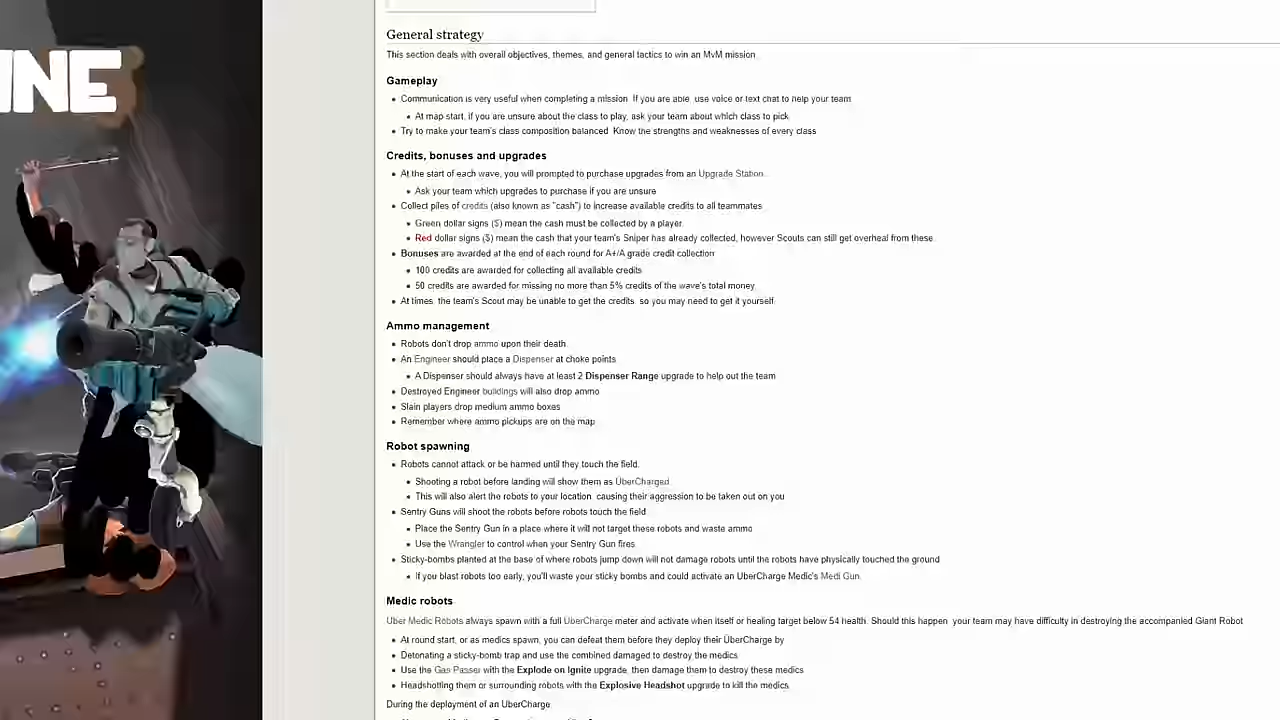 INE
General strategy
This section deals with overall objectives, themes, and general tactics to win an MvM mission
Gameplay
Communication is very useful when completing a mission. If you are able, use voice or text chat to help your team
At map start, if you are unsure about the class to play, ask your team about which class to pick
Try to make your team's class composition balanced. Know the strengths and weaknesses of every class
Credits, bonuses and upgrades
At the start of each wave, you will prompted to purchase upgrades from an Upgrade Station.
Ask your team which upgrades to purchase if you are unsure
Collect piles of credits (also known as "cash") to increase available credits to all teammates
Green dollar signs ($) mean the cash must be collected by a player.
Red dollar signs ($) mean the cash that your team's Sniper has already collected, however Scouts can still get overheal from these.
Bonuses are awarded at the end of each round for A+/A grade credit collection
100 credits are awarded for collecting all available credits
50 credits are awarded for missing no more than 5% credits of the wave's total money
At times, the team's Scout may be unable to get the credits, so you may need to get it yourself
Ammo management
Robots don't drop ammo upon their death.
An Engineer should place a Dispenser at choke points
A Dispenser should always have at least 2 Dispenser Range upgrade to help out the team
Destroyed Engineer buildings will also drop ammo
Slain players drop medium ammo boxes
Remember where ammo pickups are on the map
Robot spawning
Robots cannot attack or be harmed until they touch the field.
Shooting a robot before landing will show them as UberCharged
This will also alert the robots to your location, causing their aggression to be taken out on you
Sentry Guns will shoot the robots before robots touch the field
Place the Sentry Gun in a place where it will not target these robots and waste ammo
Use the Wrangler to control when your Sentry Gun fires
Sticky-bombs planted at the base of where robots jump down will not damage robots until the robots have physically touched the ground
If you blast robots too early, you'll waste your sticky bombs and could activate an UberCharge Medic's Medi Gun.
Medic robots
Uber Medic Robots always spawn with a full UberCharge meter and activate when itself or healing target below 54 health. Should this happen, your team may have difficulty in destroying the accompanied Giant Robot
At round start, or as medics spawn, you can defeat them before they deploy their ÜberCharge by
Detonating a sticky-bomb trap and use the combined damaged to destroy the medics.
Use the Gas Passer with the Explode on Ignite upgrade, then damage them to destroy these medics
Headshotting them or surrounding robots with the Explosive Headshot upgrade to kill the medics.
During the deployment of an UberCharge